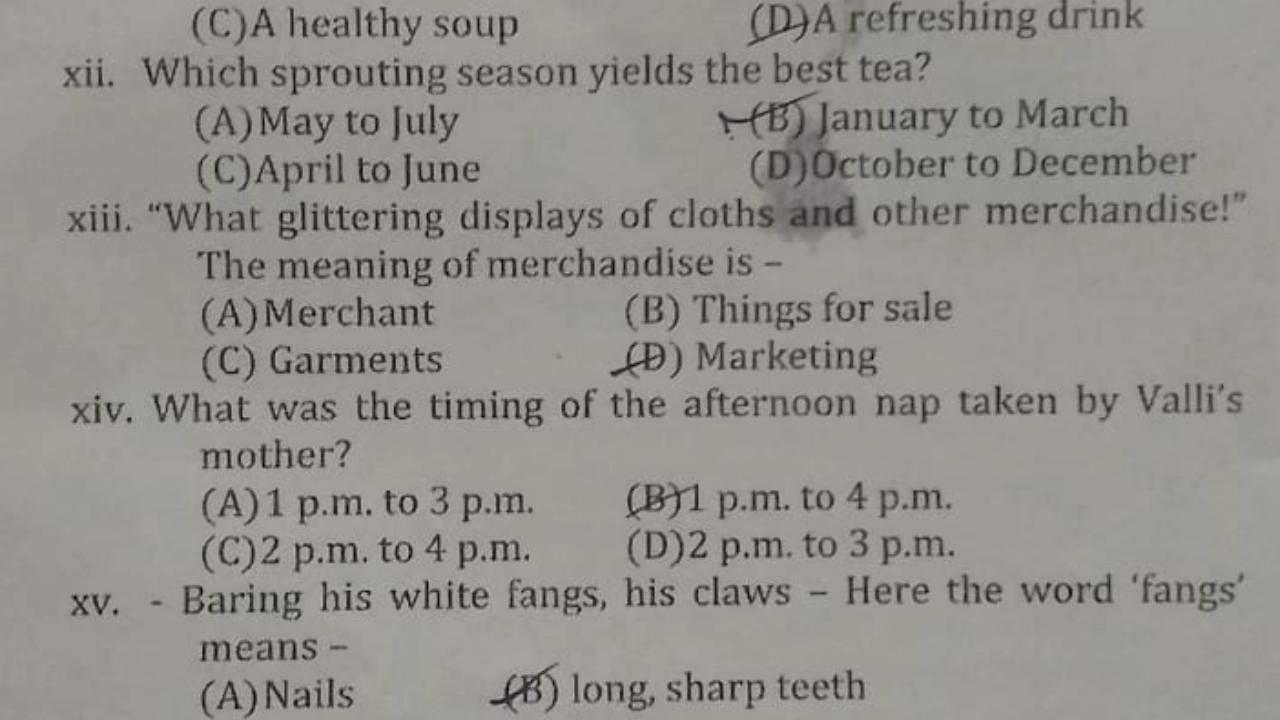 (C)A healthy soup (D)A refreshing drink
xii. Which sprouting season yields the best tea?
(A)May to July (B) January to March
(C)April to June (D)October to December
xiii. “What glittering displays of cloths and other merchandise!”
The meaning of merchandise is –
(A)Merchant (B) Things for sale
(C) Garments (D) Marketing
xiv. What was the timing of the afternoon nap taken by Valli’s
mother?
(A)1 p.m. to 3 p.m. (B)1 p.m. to 4 p.m.
(C)2 p.m. to 4 p.m. (D)2 p.m. to 3 p.m.
xv. - Baring his white fangs, his claws – Here the word ‘fangs’
means –
(A)Nails (B) long, sharp teeth